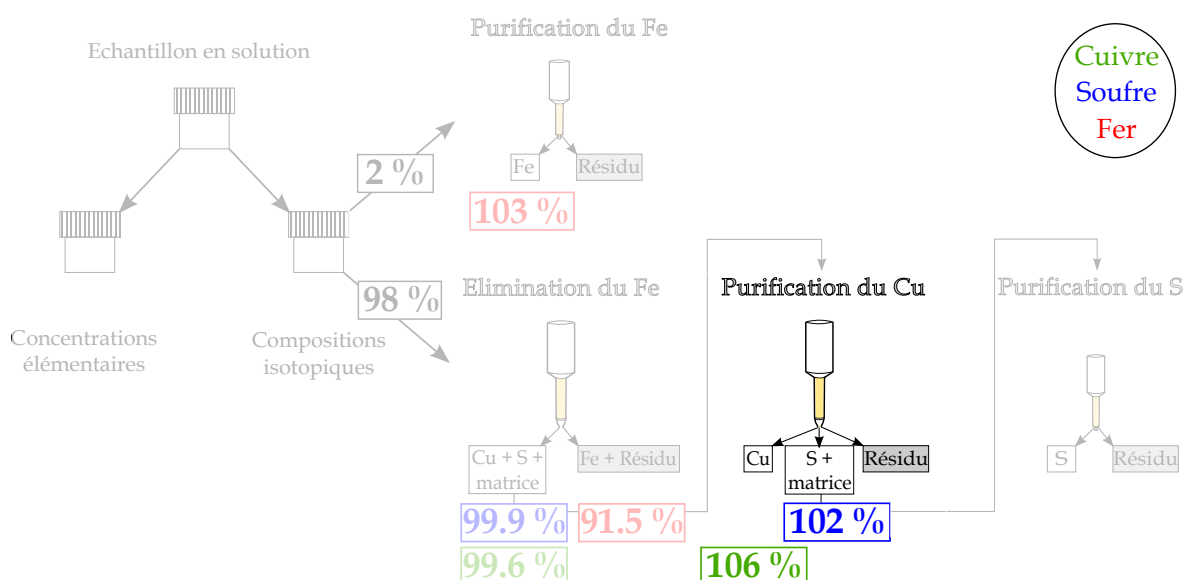 Purification du Fe
Echantillon en solution
Cuivre
Soufre
Fer
2 %
Fe
Résidu
103 %
98 %
Elimination du Fe
Purification du Cu
Purification du S
Concentrations
élémentaires
Compositions
isotopiques
Cu + S +
matrice
Fe + Résidu
Cu
S +
matrice
Résidu
S
Résidu
99.9 %
91.5 %
102 %
99.6 %
106 %